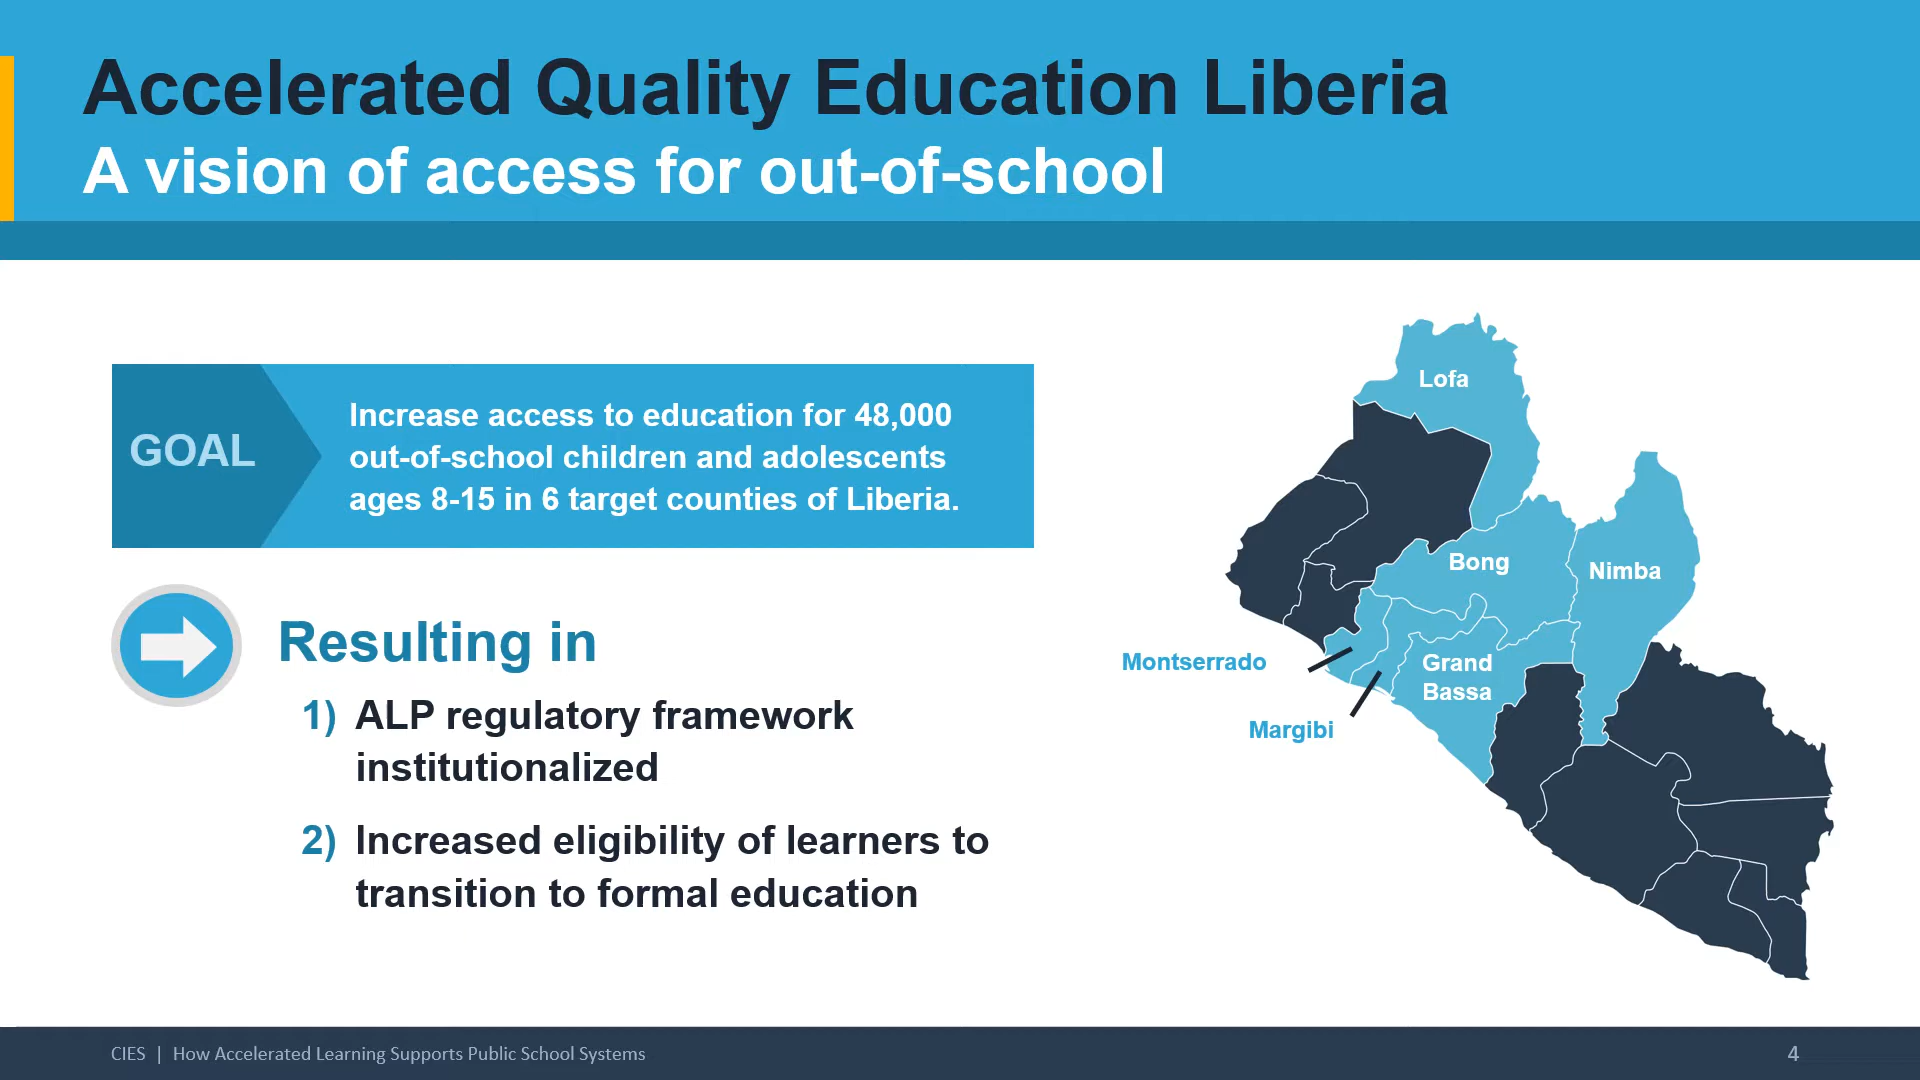 Accelerated Quality Education Liberia
A vision of access for out-of-school
GOAL
Increase access to education for 48,000
out-of-school children and adolescents
ages 8-15 in 6 target counties of Liberia.
Resulting in
1) ALP regulatory framework
institutionalized
2) Increased eligibility of learners to
transition to formal education
Lofa
Bong
Nimba
Montserrado
Grand
Bassa
Margibi
CIES | How Accelerated Learning Supports Public School Systems
4